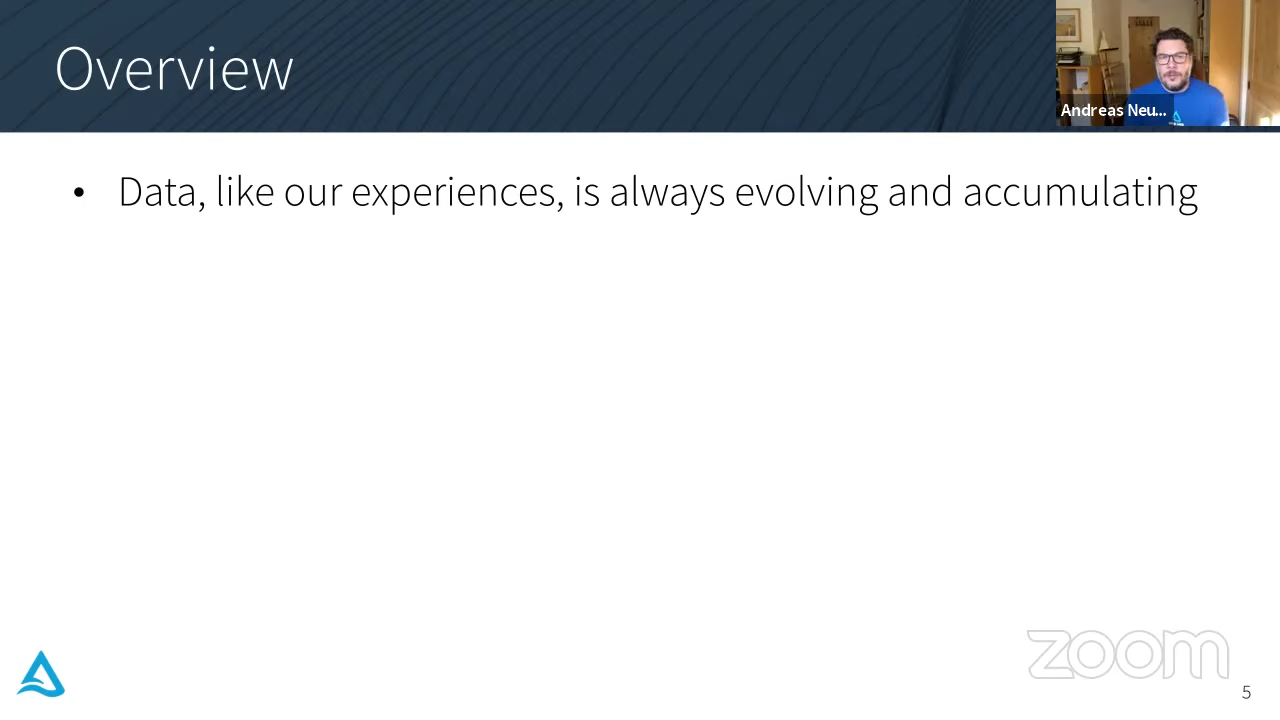 Overview
Andreas Neu...
• Data, like our experiences, is always evolving and accumulating
zoom
5